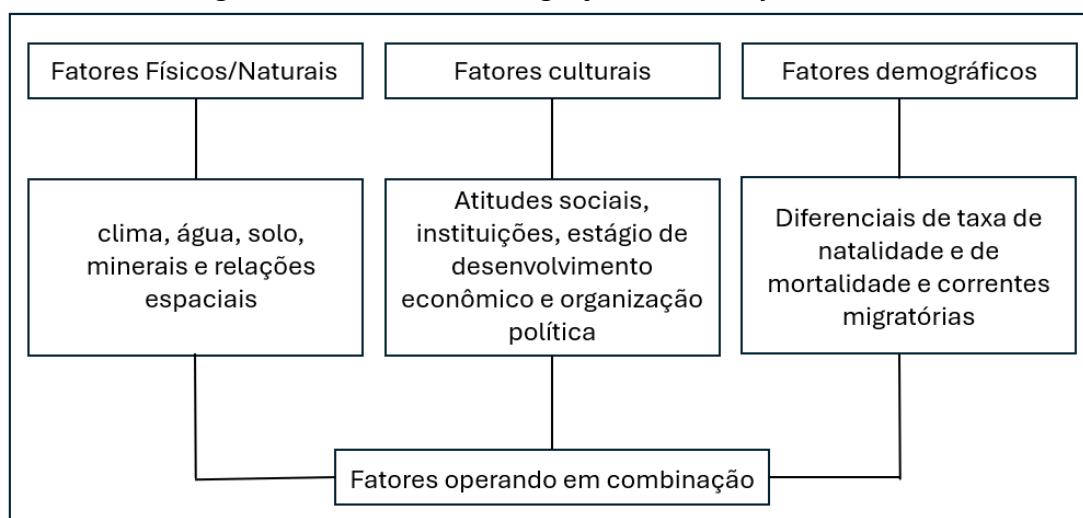 Fatores Físicos/Naturais
Fatores culturais
Fatores demográficos
clima, água, solo,
minerais e relações
espaciais
Atitudes sociais,
instituições, estágio de
desenvolvimento
econômico e organização
política
Diferenciais de taxa de
natalidade e de
mortalidade e correntes
migratórias
Fatores operando em combinação